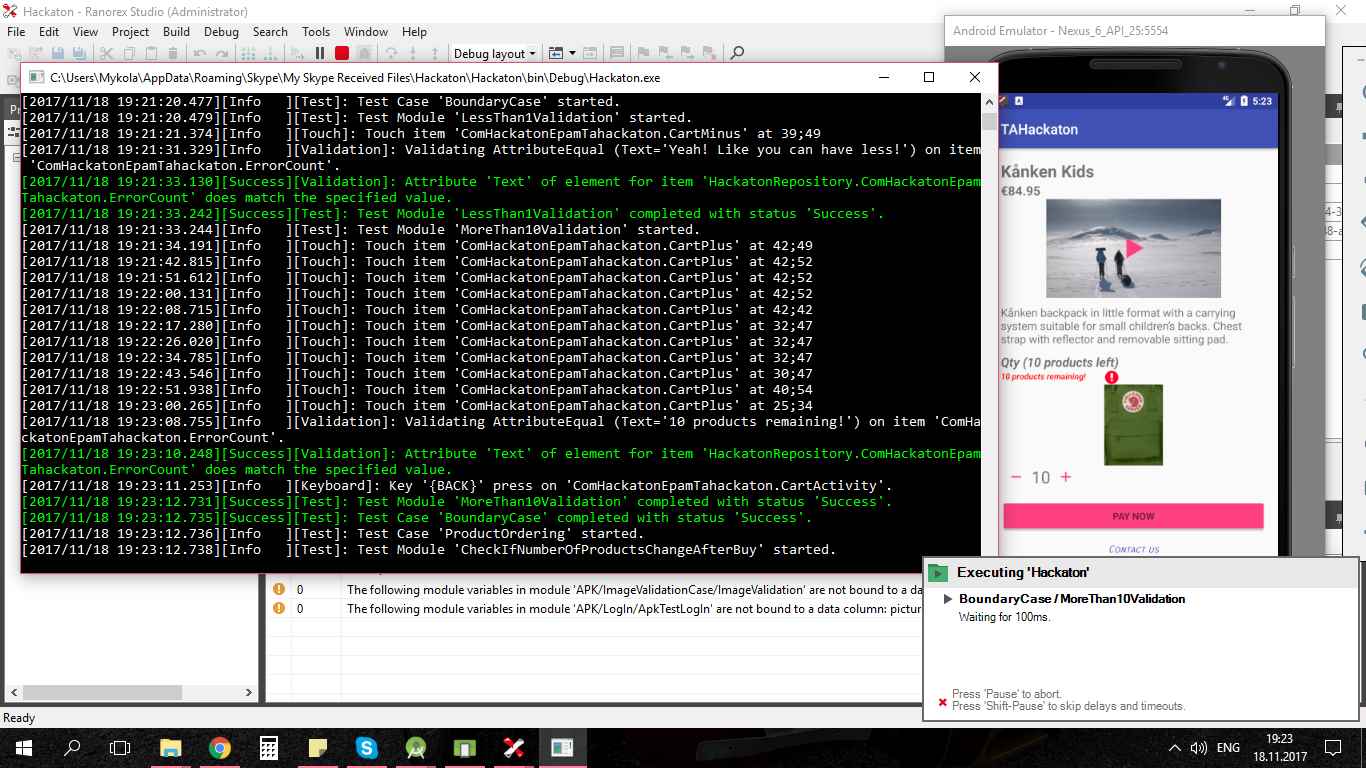 Hackaton - Ranorex Studio (Administrator)
File Edit View Project Build Debug Search Tools Window Help
Debug layout
Android Emulator - Nexus_6_API_25:5554
C:\Users\Mykola\AppData\Roaming\Skype\My Skype Received Files\Hackaton\Hackaton\bin\Debug\Hackaton.exe
[2017/11/18 19:21:20.477][Info   ][Test]: Test Case 'BoundaryCase' started.
[2017/11/18 19:21:20.479][Info   ][Test]: Test Module 'LessThan1Validation' started.
[2017/11/18 19:21:21.374][Info   ][Touch]: Touch item 'ComHackatonEpamTahackaton.CartMinus' at 39;49
[2017/11/18 19:21:31.329][Info   ][Validation]: Validating AttributeEqual (Text='Yeah! Like you can have less!') on item
'ComHackatonEpamTahackaton.ErrorCount'.
[2017/11/18 19:21:33.130][Success][Validation]: Attribute 'Text' of element for item 'HackatonRepository.ComHackatonEpam
Tahackaton.ErrorCount' does match the specified value.
[2017/11/18 19:21:33.242][Success][Test]: Test Module 'LessThan1Validation' completed with status 'Success'.
[2017/11/18 19:21:33.244][Info   ][Test]: Test Module 'MoreThan10Validation' started.
[2017/11/18 19:21:34.191][Info   ][Touch]: Touch item 'ComHackatonEpamTahackaton.CartPlus' at 42;49
[2017/11/18 19:21:42.815][Info   ][Touch]: Touch item 'ComHackatonEpamTahackaton.CartPlus' at 42;52
[2017/11/18 19:21:51.612][Info   ][Touch]: Touch item 'ComHackatonEpamTahackaton.CartPlus' at 42;52
[2017/11/18 19:22:00.131][Info   ][Touch]: Touch item 'ComHackatonEpamTahackaton.CartPlus' at 42;52
[2017/11/18 19:22:08.715][Info   ][Touch]: Touch item 'ComHackatonEpamTahackaton.CartPlus' at 42;42
[2017/11/18 19:22:17.280][Info   ][Touch]: Touch item 'ComHackatonEpamTahackaton.CartPlus' at 32;47
[2017/11/18 19:22:26.020][Info   ][Touch]: Touch item 'ComHackatonEpamTahackaton.CartPlus' at 32;47
[2017/11/18 19:22:34.785][Info   ][Touch]: Touch item 'ComHackatonEpamTahackaton.CartPlus' at 32;47
[2017/11/18 19:22:43.546][Info   ][Touch]: Touch item 'ComHackatonEpamTahackaton.CartPlus' at 30;47
[2017/11/18 19:22:51.938][Info   ][Touch]: Touch item 'ComHackatonEpamTahackaton.CartPlus' at 40;54
[2017/11/18 19:23:00.265][Info   ][Touch]: Touch item 'ComHackatonEpamTahackaton.CartPlus' at 25;34
[2017/11/18 19:23:08.755][Info   ][Validation]: Validating AttributeEqual (Text='10 products remaining!') on item 'ComHa
ckatonEpamTahackaton.ErrorCount'.
[2017/11/18 19:23:10.248][Success][Validation]: Attribute 'Text' of element for item 'HackatonRepository.ComHackatonEpam
Tahackaton.ErrorCount' does match the specified value.
[2017/11/18 19:23:11.253][Info   ][Keyboard]: Key '{BACK}' press on 'ComHackatonEpamTahackaton.CartActivity'.
[2017/11/18 19:23:12.731][Success][Test]: Test Module 'MoreThan10Validation' completed with status 'Success'.
[2017/11/18 19:23:12.735][Success][Test]: Test Case 'BoundaryCase' completed with status 'Success'.
[2017/11/18 19:23:12.736][Info   ][Test]: Test Case 'ProductOrdering' started.
[2017/11/18 19:23:12.738][Info   ][Test]: Test Module 'CheckIfNumberOfProductsChangeAfterBuy' started.
5:23
TAHackaton
Kånken Kids
€84.95
Kånken backpack in little format with a carrying
system suitable for small children's backs. Chest
strap with reflector and removable sitting pad.
Qty (10 products left)
10 products remaining!
− 10 +
PAY NOW
CONTACT US
0 The following module variables in module 'APK/ImageValidationCase/ImageValidation' are not bound to a da
0 The following module variables in module 'APK/LogIn/ApkTestLogIn' are not bound to a data column: pictur
Executing 'Hackaton'
BoundaryCase / MoreThan10Validation
Waiting for 100ms.
Press 'Pause' to abort.
Press 'Shift-Pause' to skip delays and timeouts.
Ready
ENG
19:23
18.11.2017